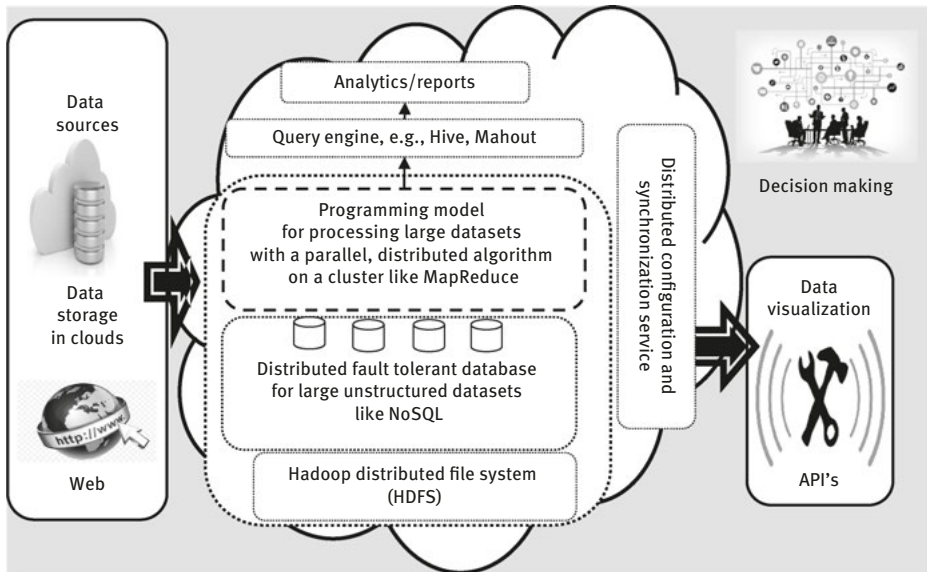 Data
sources
Data
storage
in clouds
http://www.
Web
Analytics/reports
Query engine, e.g., Hive, Mahout
Programming model
for processing large datasets
with a parallel, distributed algorithm
on a cluster like MapReduce
Distributed fault tolerant database
for large unstructured datasets
like NoSQL
Hadoop distributed file system
(HDFS)
Distributed configuration and
synchronization service
Decision making
Data
visualization
API's